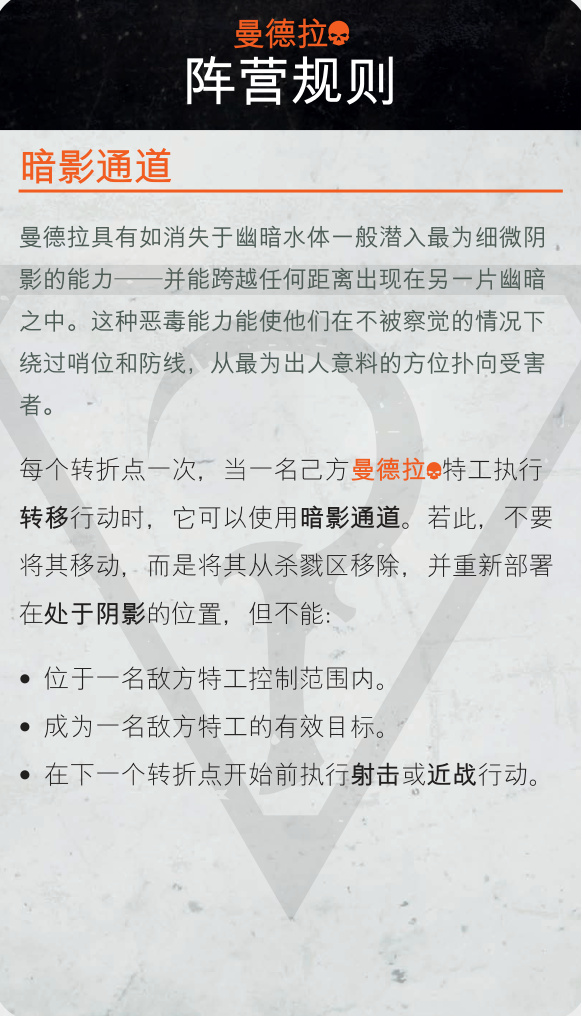 曼德拉
阵营规则
暗影通道
曼德拉具有如消失于幽暗水体一般潜入最为细微阴
影的能力——并能跨越任何距离出现在另一片幽暗
之中。这种恶毒能力能使他们在不被察觉的情况下
绕过哨位和防线，从最为出人意料的方位扑向受害
者。
每个转折点一次，当一名己方曼德拉特工执行
转移行动时，它可以使用暗影通道。若此，不要
将其移动，而是将其从杀戮区移除，并重新部署
在处于阴影的位置，但不能：
• 位于一名敌方特工控制范围内。
• 成为一名敌方特工的有效目标。
• 在下一个转折点开始前执行射击或近战行动。